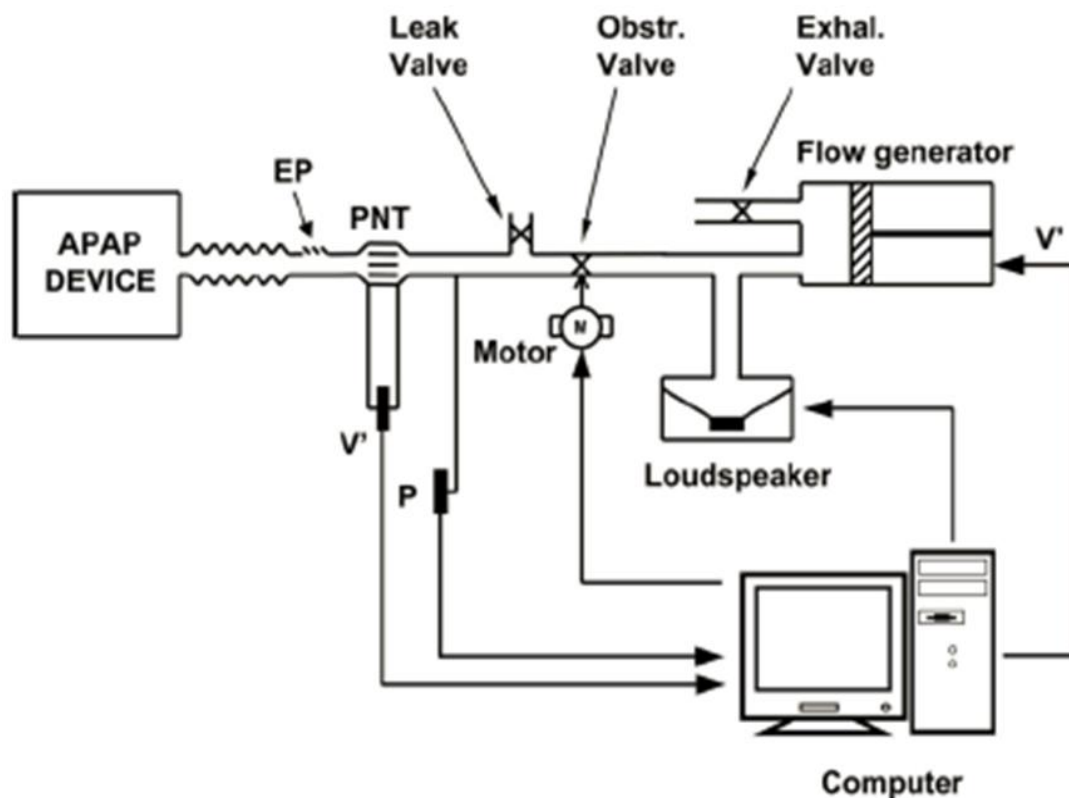 Leak
Valve
Obstr.
Valve
Exhal.
Valve
Flow generator
EP
PNT
APAP
DEVICE
V'
Motor
M
V'
P
Loudspeaker
Computer